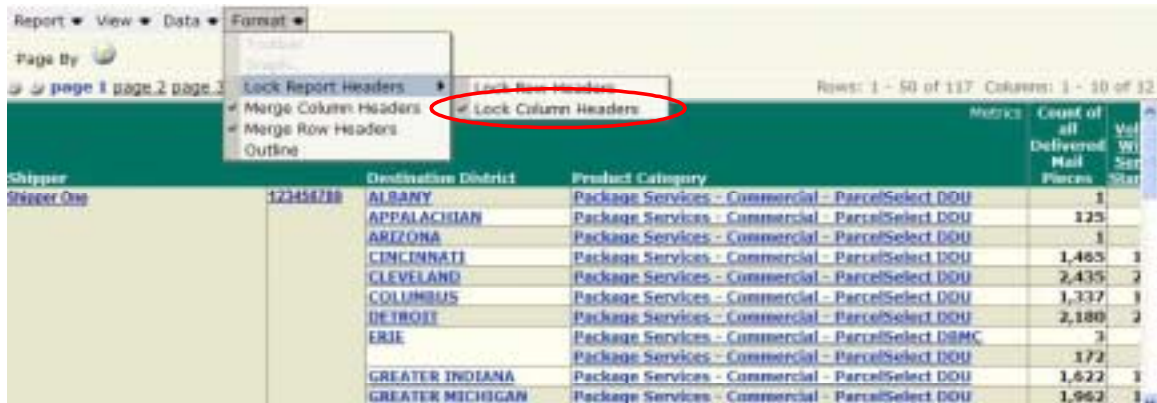 Report View Data Format
Page By
Toolbar
page 1 page 2 page 3
Lock Report Headers
Lock Row Headers
Rows: 1 - 50 of 117 Columns: 1 - 10 of 12
Merge Column Headers
Lock Column Headers
Merge Row Headers
Outline
Metrics
Count of all Delivered Mail Pieces
Shipper Destination District Product Category
Shipper One 123456780 ALBANY Package Services - Commercial - ParcelSelect DDU 1
APPALACHIAN Package Services - Commercial - ParcelSelect DDU 125
ARIZONA Package Services - Commercial - ParcelSelect DDU 1
CINCINNATI Package Services - Commercial - ParcelSelect DDU 1,465 1
CLEVELAND Package Services - Commercial - ParcelSelect DDU 2,435 2
COLUMBUS Package Services - Commercial - ParcelSelect DDU 1,337 1
DETROIT Package Services - Commercial - ParcelSelect DDU 2,180 2
ERIE Package Services - Commercial - ParcelSelect DBMC 3
Package Services - Commercial - ParcelSelect DDU 172
GREATER INDIANA Package Services - Commercial - ParcelSelect DDU 1,622 1
GREATER MICHIGAN Package Services - Commercial - ParcelSelect DDU 1,962 1